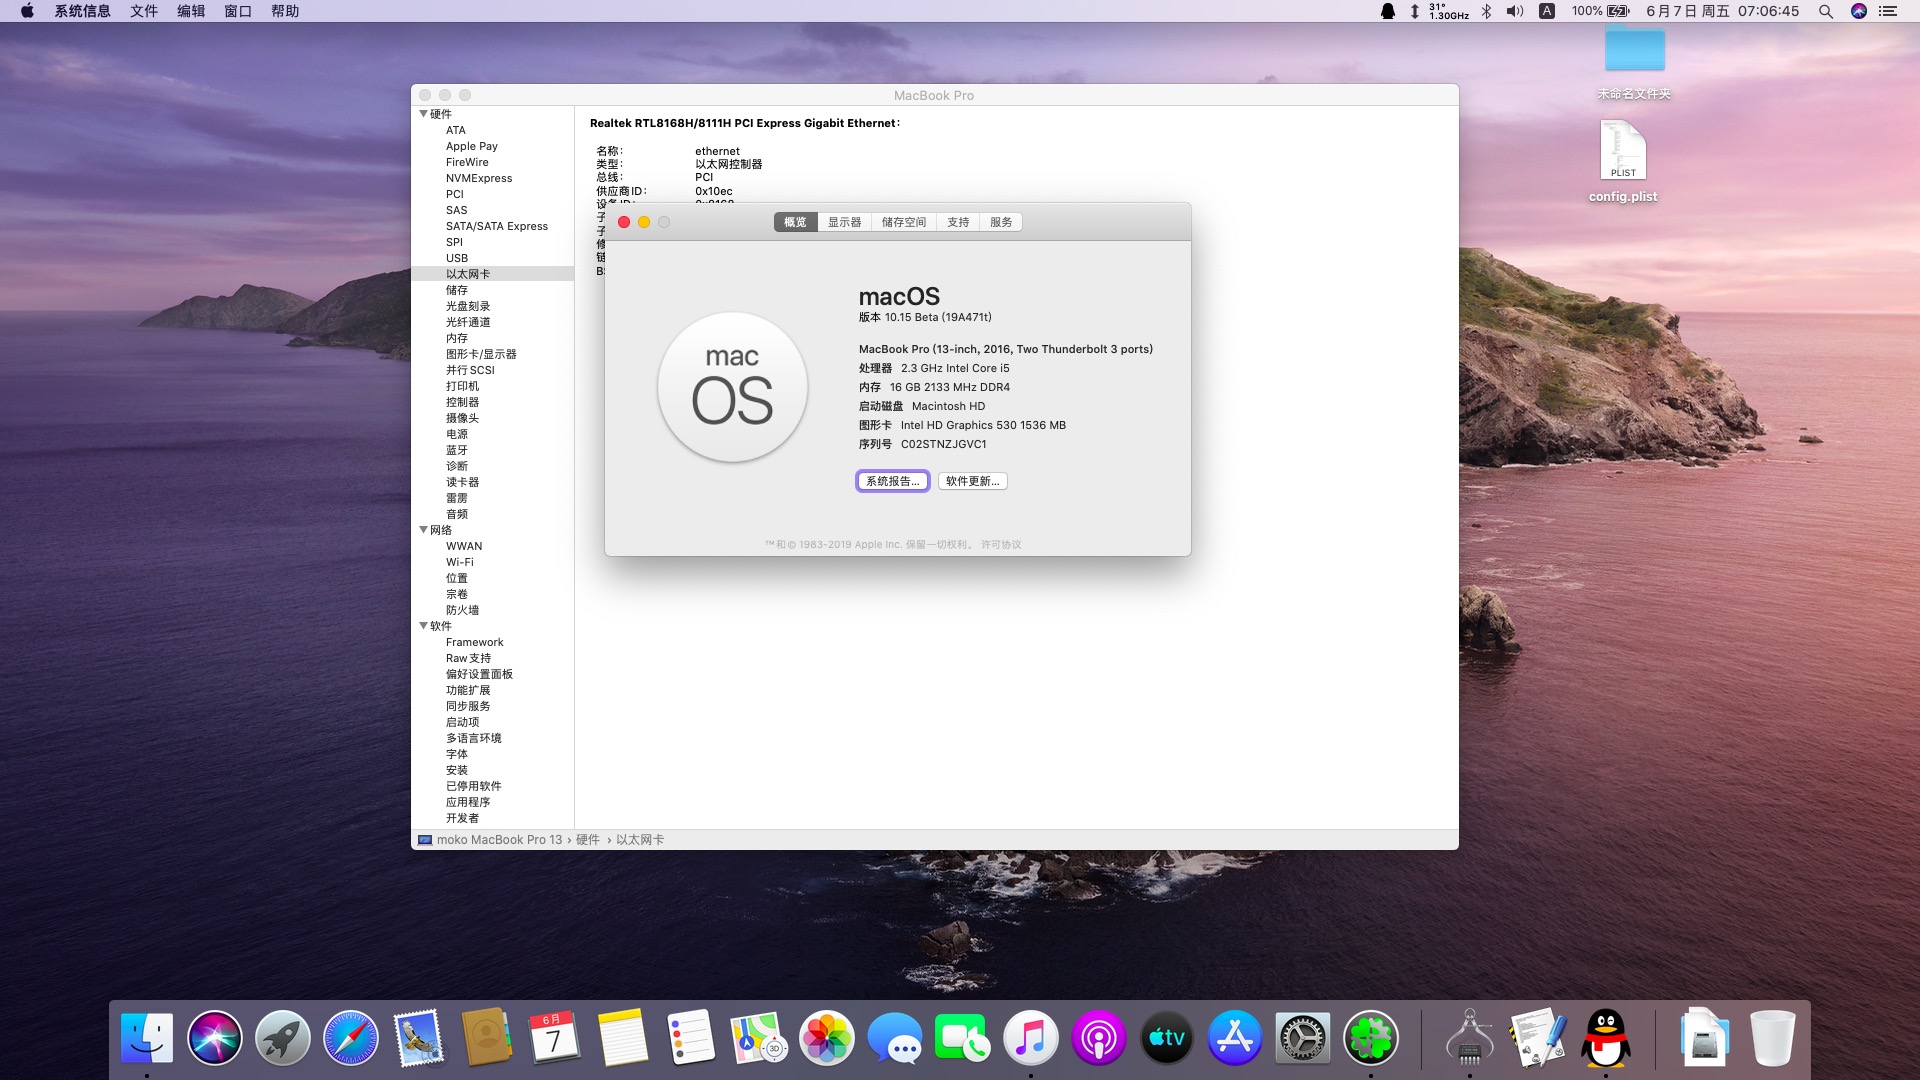 系统信息 文件 编辑 窗口 帮助
31°
1.30GHz
A
100%
6月7日 周五 07:06:45
未命名文件夹
PLIST
config.plist
MacBook Pro
硬件
ATA
Apple Pay
FireWire
NVMExpress
PCI
SAS
SATA/SATA Express
SPI
USB
以太网卡
储存
光盘刻录
光纤通道
内存
图形卡/显示器
并行 SCSI
打印机
控制器
摄像头
电源
蓝牙
诊断
读卡器
雷雳
音频
网络
WWAN
Wi-Fi
位置
宗卷
防火墙
软件
Framework
Raw 支持
偏好设置面板
功能扩展
同步服务
启动项
多语言环境
字体
安装
已停用软件
应用程序
开发者
Realtek RTL8168H/8111H PCI Express Gigabit Ethernet：
名称： ethernet
类型： 以太网控制器
总线： PCI
供应商 ID： 0x10ec
设备 ID： 0x8168
子
子
修
链
概览 显示器 储存空间 支持 服务
mac
OS
macOS
版本 10.15 Beta (19A471t)
MacBook Pro (13-inch, 2016, Two Thunderbolt 3 ports)
处理器 2.3 GHz Intel Core i5
内存 16 GB 2133 MHz DDR4
启动磁盘 Macintosh HD
图形卡 Intel HD Graphics 530 1536 MB
序列号 C02STNZJGVC1
系统报告... 软件更新...
™和© 1983-2019 Apple Inc. 保留一切权利。 许可协议
moko MacBook Pro 13 › 硬件 › 以太网卡
6月
7
3D
tv